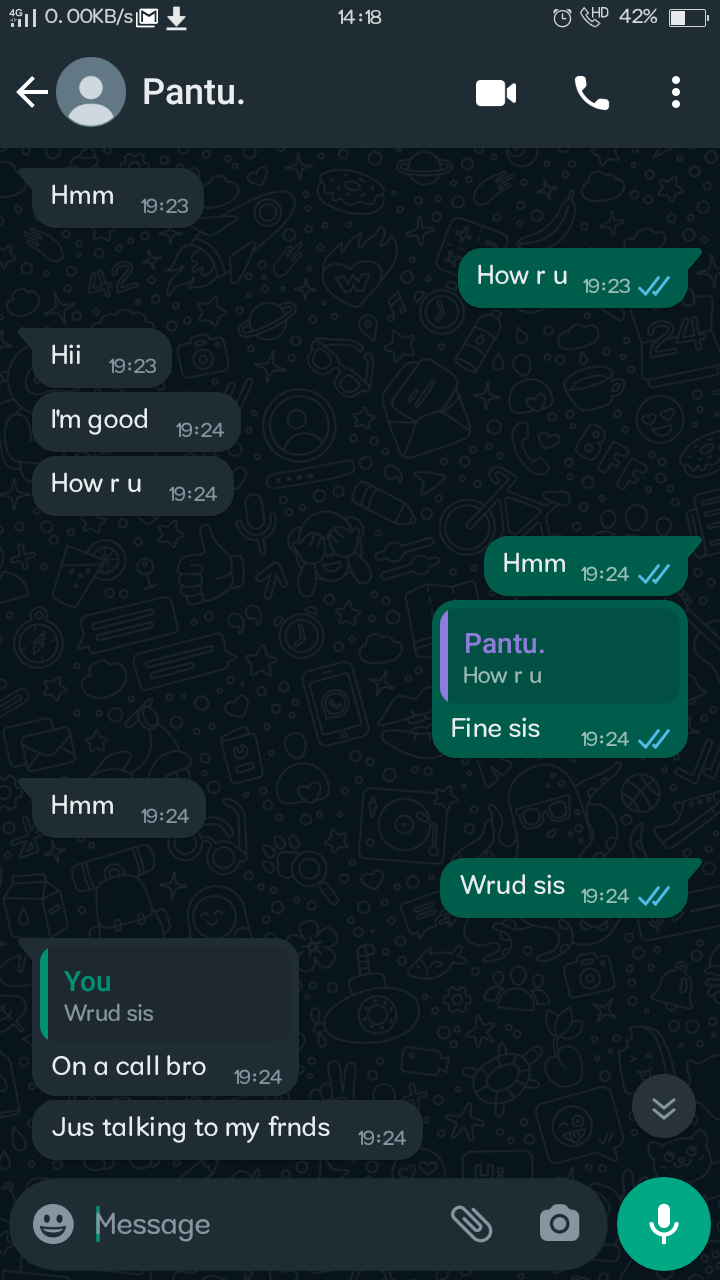 4G 0.00KB/s 14:18 HD 42%
Pantu.
Hmm 19:23
How r u 19:23
Hii 19:23
I'm good 19:24
How r u 19:24
Hmm 19:24
Pantu.
How r u
Fine sis 19:24
Hmm 19:24
Wrud sis 19:24
You
Wrud sis
On a call bro 19:24
Jus talking to my frnds 19:24
Message